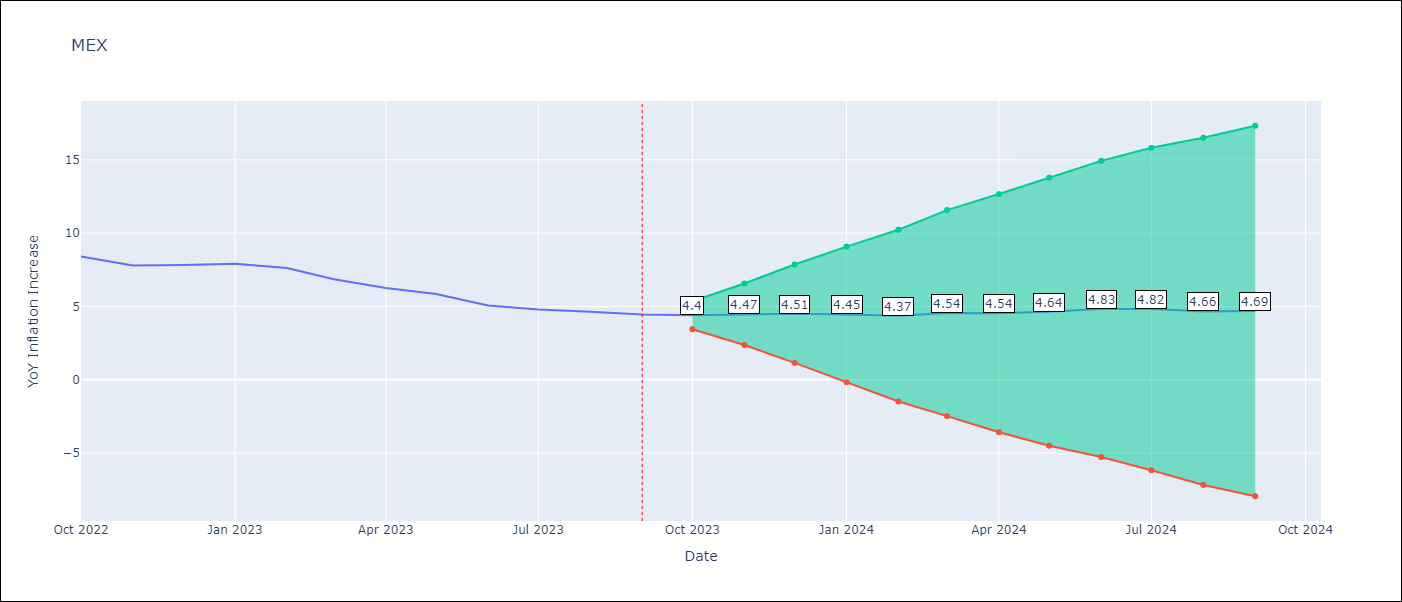 MEX
YoY Inflation Increase
15
10
5
0
−5
4.4 4.47 4.51 4.45 4.37 4.54 4.54 4.64 4.83 4.82 4.66 4.69
Oct 2022 Jan 2023 Apr 2023 Jul 2023 Oct 2023 Jan 2024 Apr 2024 Jul 2024 Oct 2024
Date